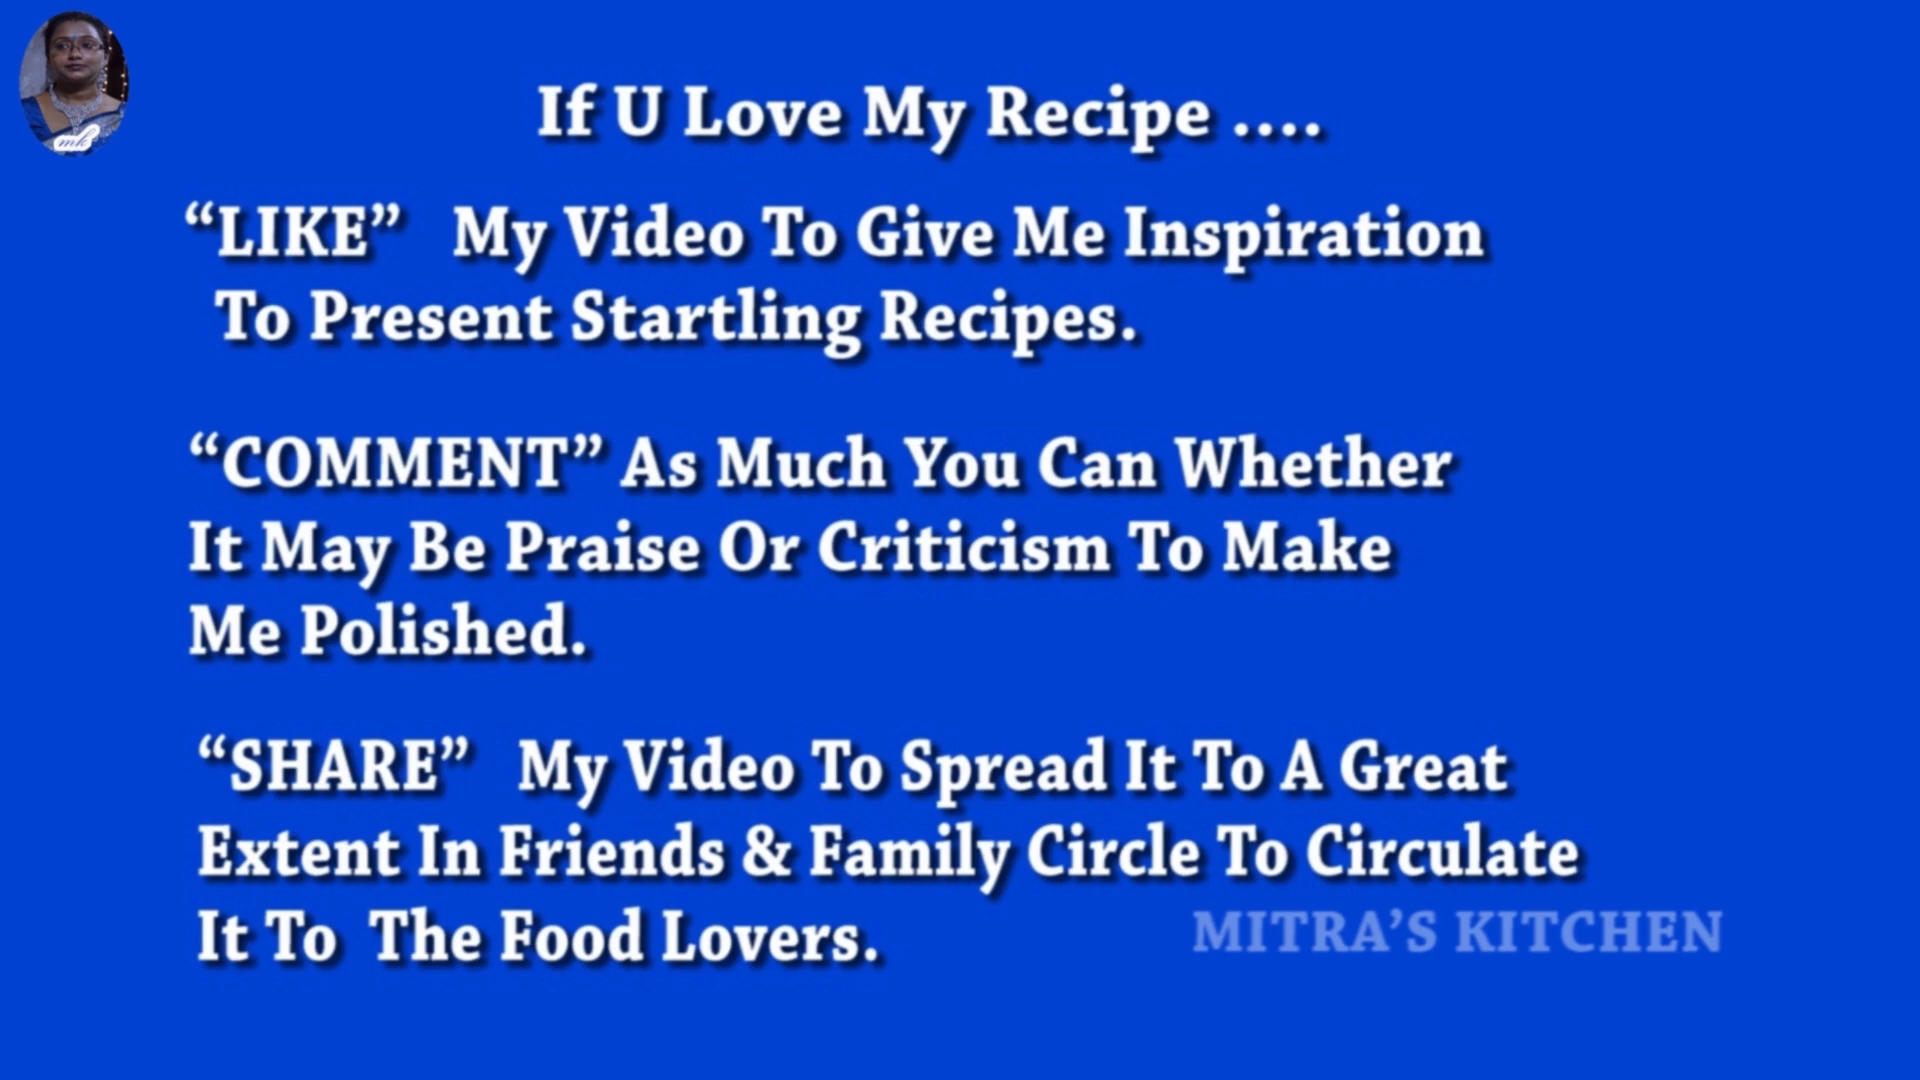 If U Love My Recipe ....
“LIKE” My Video To Give Me Inspiration
To Present Startling Recipes.
“COMMENT” As Much You Can Whether
It May Be Praise Or Criticism To Make
Me Polished.
“SHARE” My Video To Spread It To A Great
Extent In Friends & Family Circle To Circulate
It To The Food Lovers.
MITRA’S KITCHEN
mk